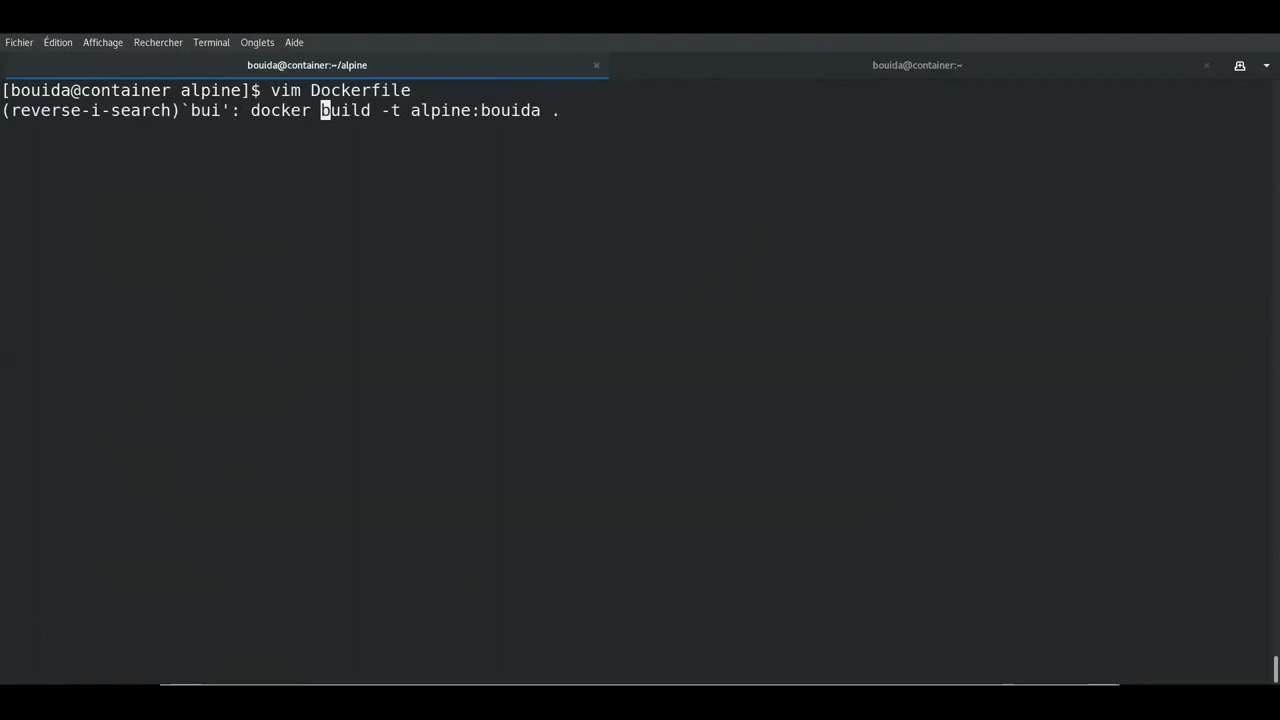 Fichier Édition Affichage Rechercher Terminal Onglets Aide
bouida@container:~/alpine × bouida@container:~ ×
[bouida@container alpine]$ vim Dockerfile
(reverse-i-search)`bui': docker build -t alpine:bouida .